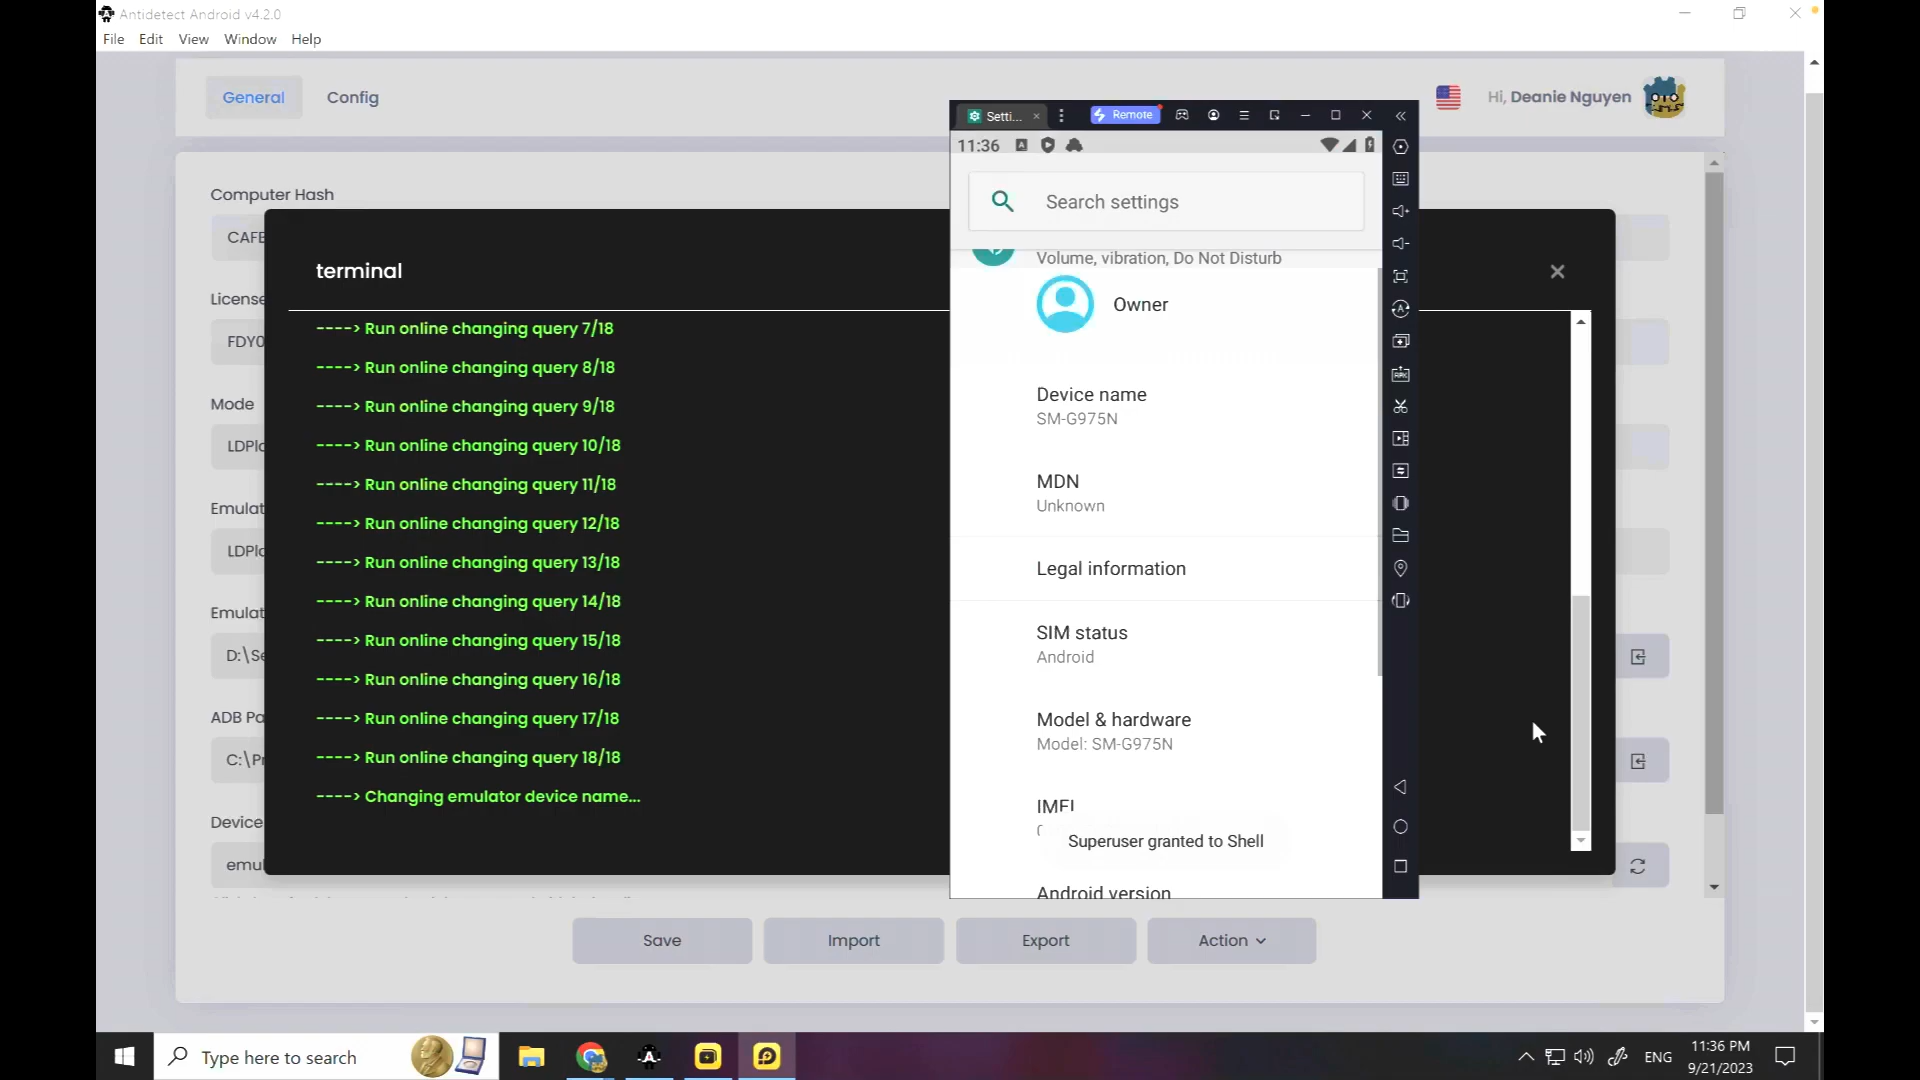 Antidetect Android v4.2.0
File Edit View Window Help
General Config
Hi, Deanie Nguyen
Computer Hash
License
FDY0
Mode
LDPl
Emulat
LDPl
Emulat
D:\Se
ADB Pa
C:\Pr
Device
emul
terminal
----> Run online changing query 7/18
----> Run online changing query 8/18
----> Run online changing query 9/18
----> Run online changing query 10/18
----> Run online changing query 11/18
----> Run online changing query 12/18
----> Run online changing query 13/18
----> Run online changing query 14/18
----> Run online changing query 15/18
----> Run online changing query 16/18
----> Run online changing query 17/18
----> Run online changing query 18/18
----> Changing emulator device name...
Setti...
Remote
11:36
Search settings
Volume, vibration, Do Not Disturb
Owner
Device name
SM-G975N
MDN
Unknown
Legal information
SIM status
Android
Model & hardware
Model: SM-G975N
IMEI
Superuser granted to Shell
Android version
Save Import Export Action
Type here to search
ENG
11:36 PM
9/21/2023